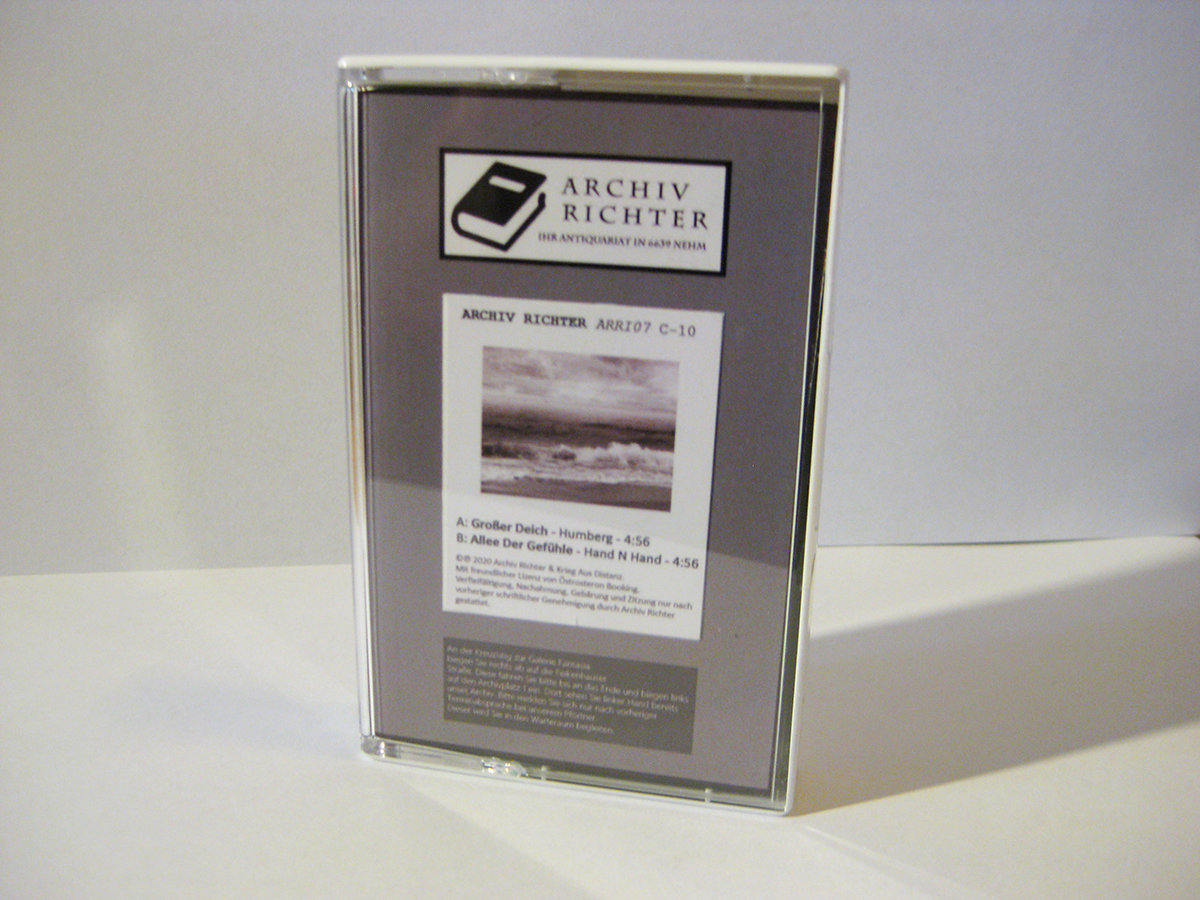 ARCHIV
RICHTER
IHR ANTIQUARIAT IN 6639 NEHM
ARCHIV RICHTER ARRI07 C-10
A: Großer Deich - Humberg - 4:56
B: Allee Der Gefühle - Hand N Hand - 4:56
©℗ 2020 Archiv Richter & Krieg Aus Distanz.
Mit freundlicher Lizenz von Östrosteron Booking.
Verfielfältigung, Nachahmung, Gebärung und Zitzung nur nach
vorheriger schriftlicher Genehmigung durch Archiv Richter
gestattet.
An der Kreuzung zur Galerie Fantasia
biegen Sie rechts ab auf die Felkenhauser
Straße. Diese fahren Sie bitte bis an das Ende und biegen links
auf den Archivplatz 1 ein. Dort sehen Sie linker Hand bereits
unser Archiv. Bitte melden Sie sich nur nach vorheriger
Terminabsprache bei unserem Pförtner.
Dieser wird Sie in den Warteraum begleiten.